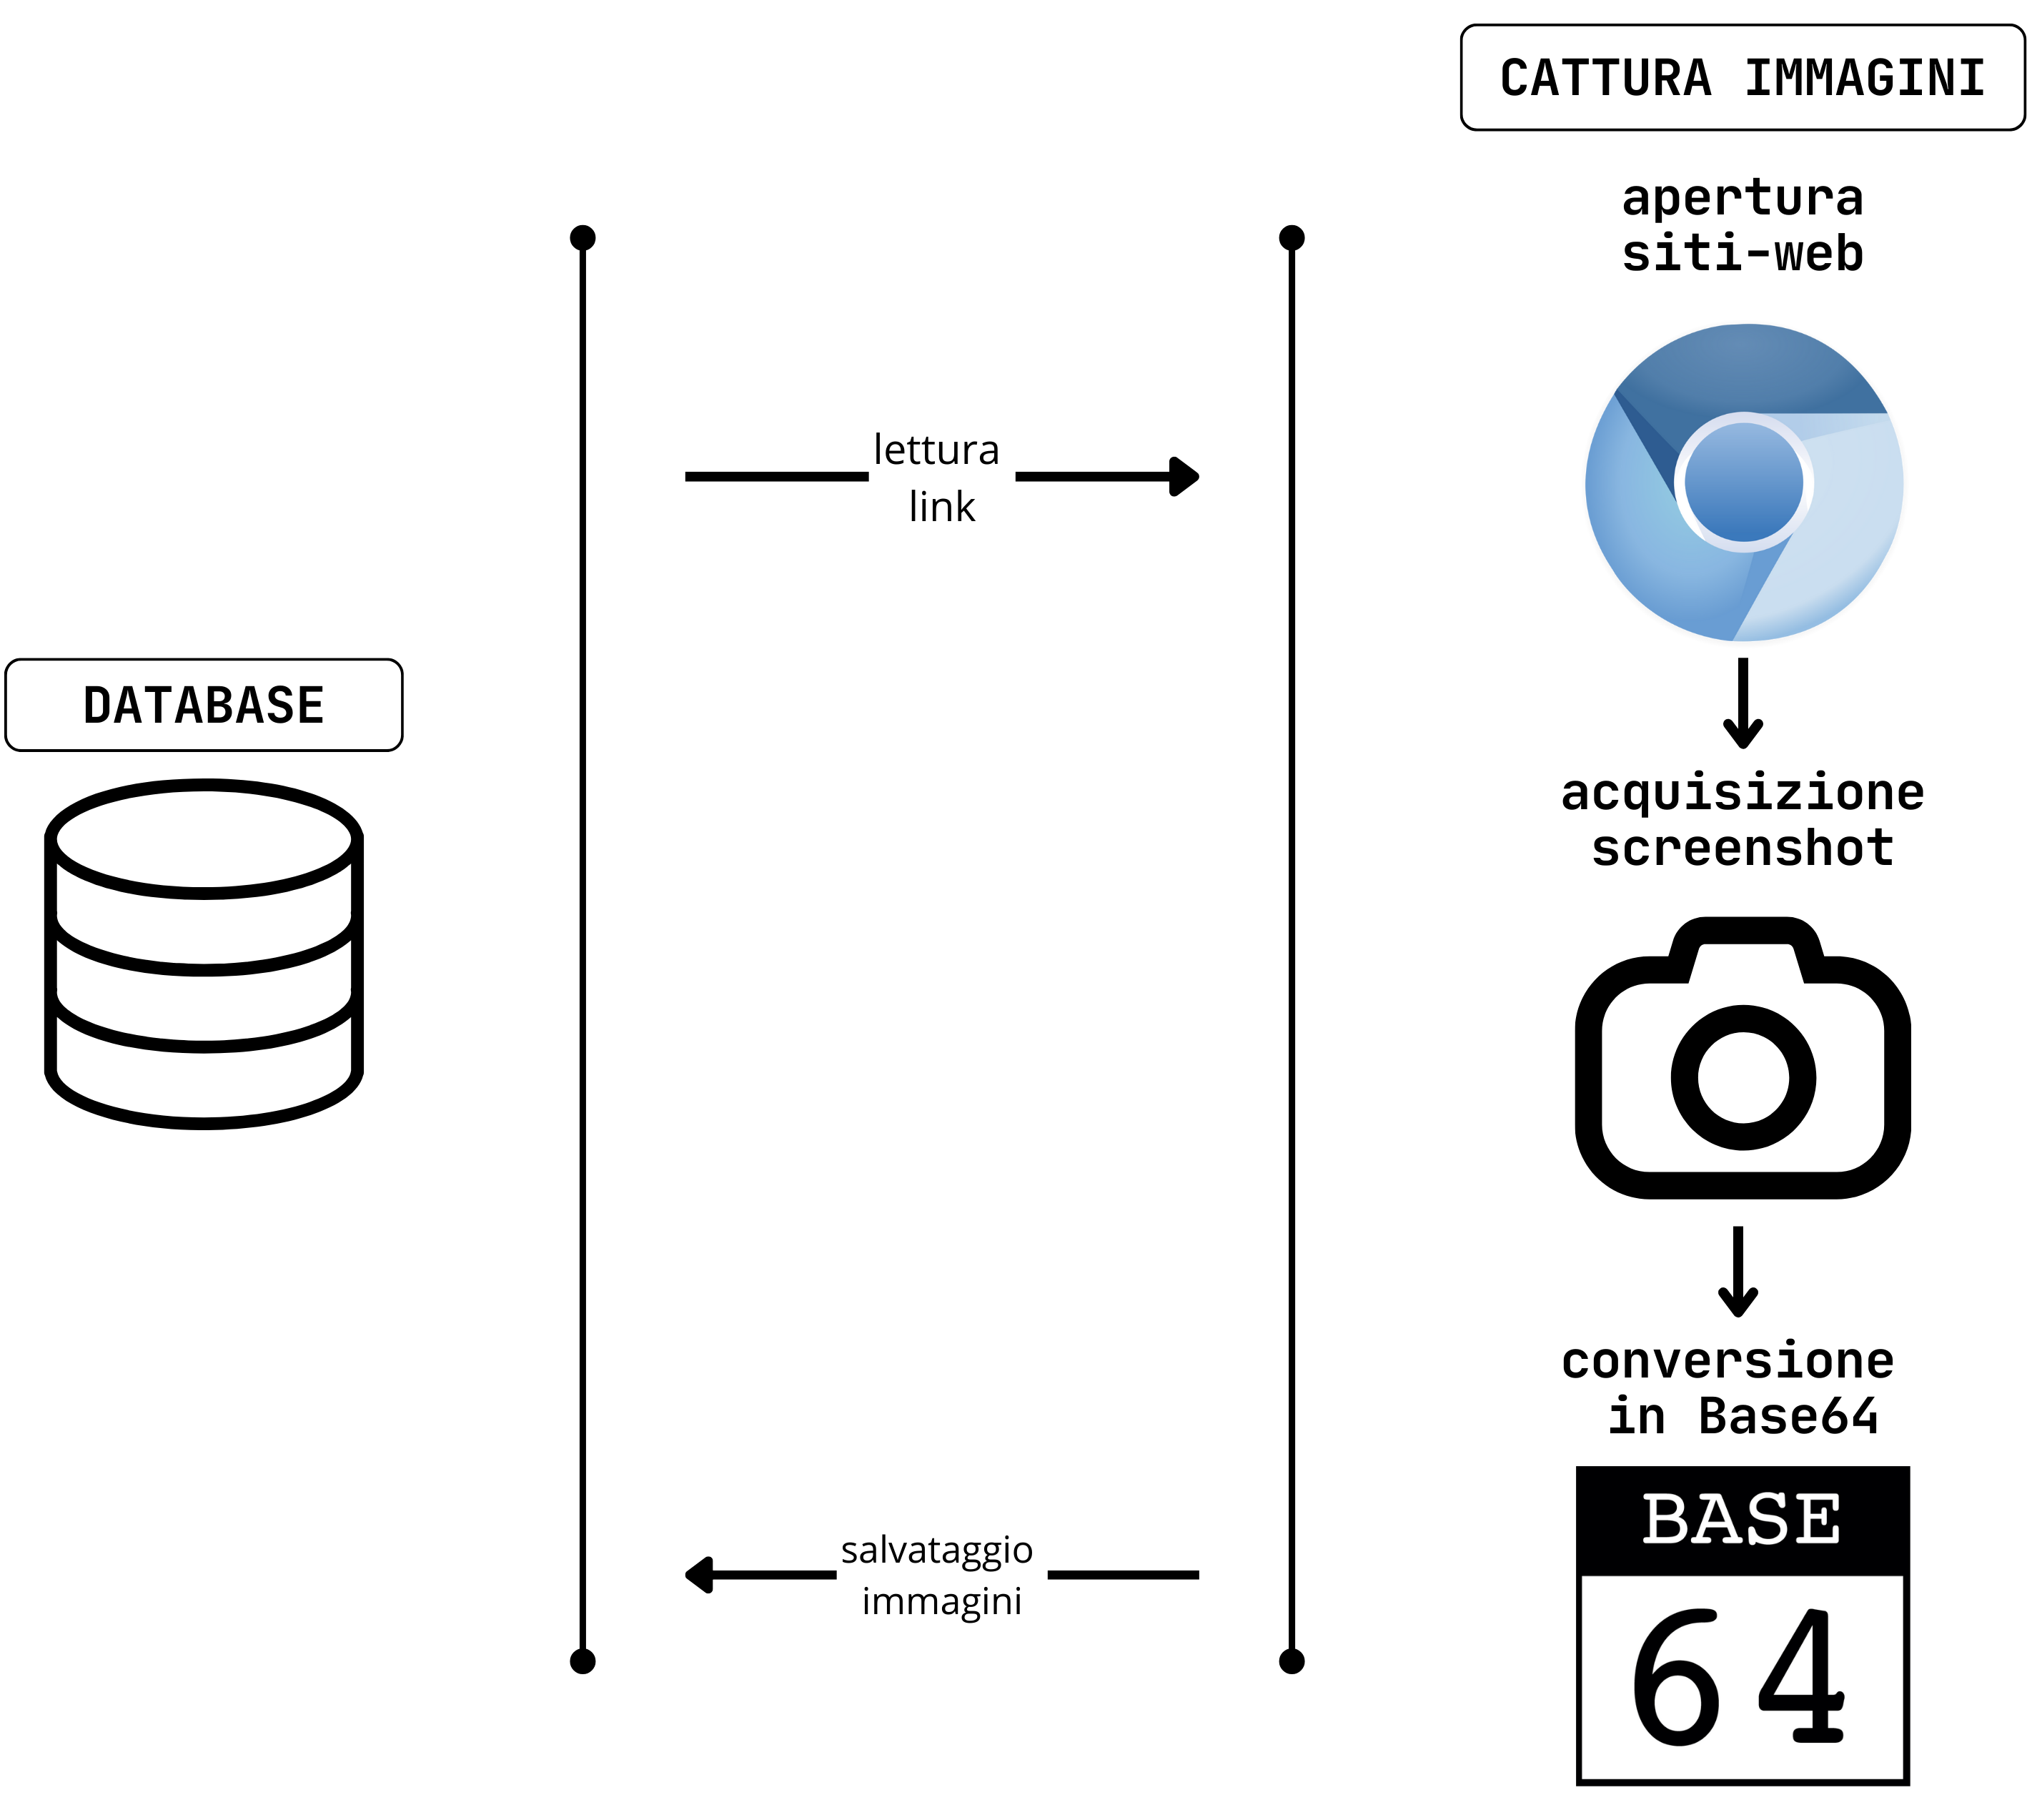 CATTURA IMMAGINI
apertura
siti-web
lettura
link
DATABASE
acquisizione
screenshot
conversione
in Base64
salvataggio
immagini
BASE
64